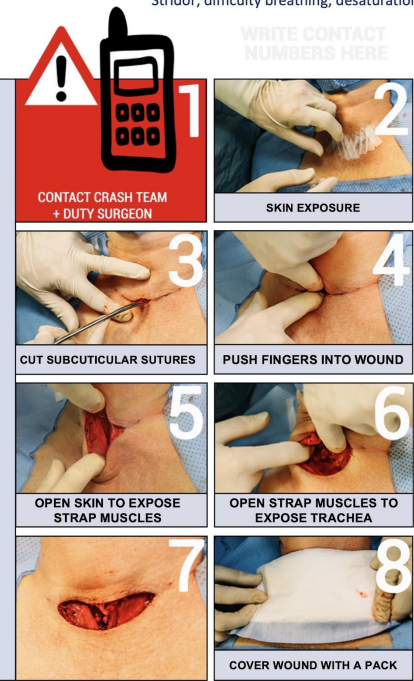 Stridor, difficulty breathing, desaturation
WRITE CONTACT
NUMBERS HERE
1
CONTACT CRASH TEAM
+ DUTY SURGEON
2
SKIN EXPOSURE
3
CUT SUBCUTICULAR SUTURES
4
PUSH FINGERS INTO WOUND
5
OPEN SKIN TO EXPOSE
STRAP MUSCLES
6
OPEN STRAP MUSCLES TO
EXPOSE TRACHEA
7
8
COVER WOUND WITH A PACK